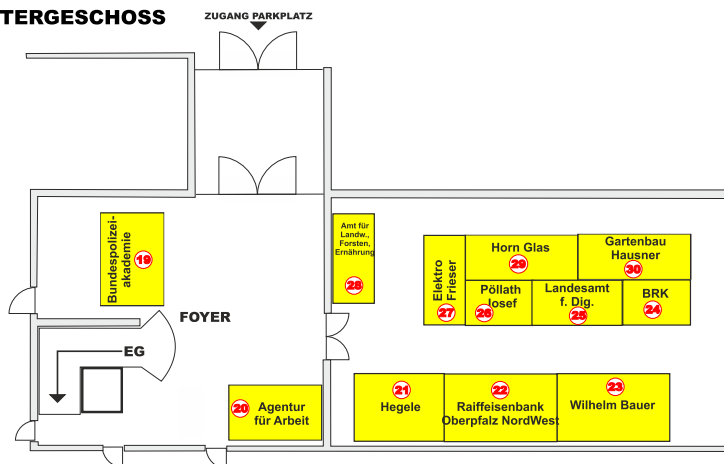 TERGESCHOSS
ZUGANG PARKPLATZ
Bundespolizei-
akademie
19
Amt für
Landw.,
Forsten,
Ernährung
28
Elektro
Frieser
27
Horn Glas
29
Gartenbau
Hausner
30
Pöllath
Josef
26
Landesamt
f. Dig.
25
BRK
24
FOYER
EG
20
Agentur
für Arbeit
21
Hegele
22
Raiffeisenbank
Oberpfalz NordWest
23
Wilhelm Bauer